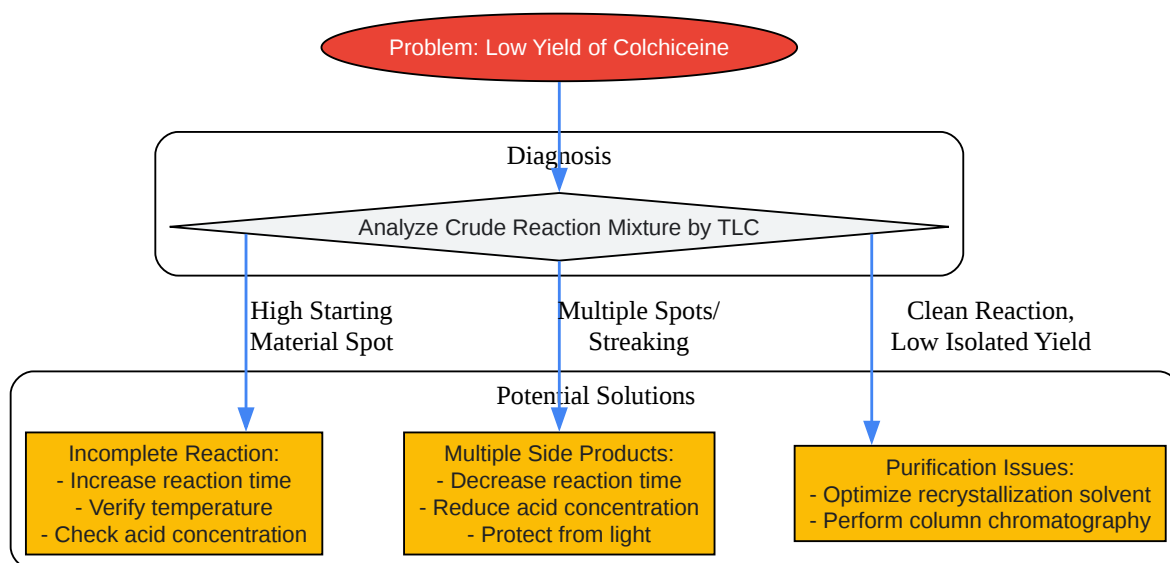 Problem: Low Yield of Colchiceine
Diagnosis
Analyze Crude Reaction Mixture by TLC
High Starting
Material Spot
Multiple Spots/
Streaking
Clean Reaction,
Low Isolated Yield
Potential Solutions
Incomplete Reaction:
- Increase reaction time
- Verify temperature
- Check acid concentration
Multiple Side Products:
- Decrease reaction time
- Reduce acid concentration
- Protect from light
Purification Issues:
- Optimize recrystallization solvent
- Perform column chromatography